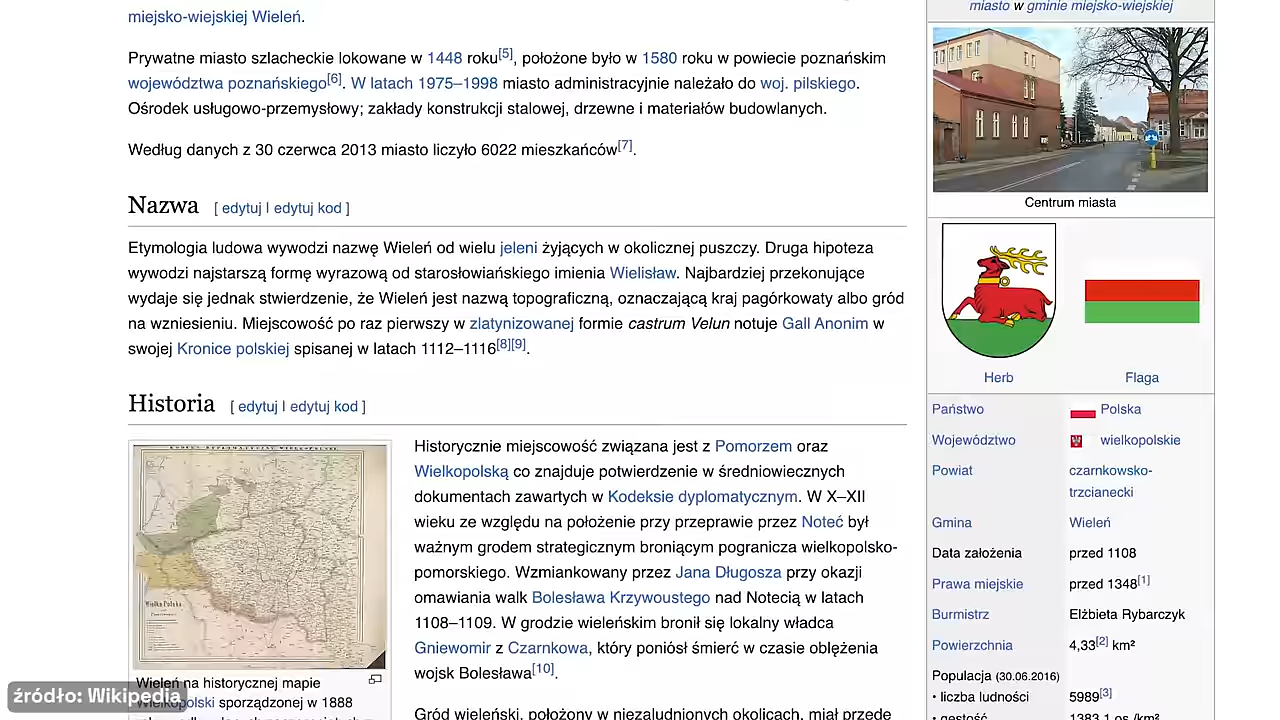 miejsko-wiejskiej Wieleń.
Prywatne miasto szlacheckie lokowane w 1448 roku[5], położone było w 1580 roku w powiecie poznańskim
województwa poznańskiego[6]. W latach 1975–1998 miasto administracyjnie należało do woj. pilskiego.
Ośrodek usługowo-przemysłowy; zakłady konstrukcji stalowej, drzewne i materiałów budowlanych.
Według danych z 30 czerwca 2013 miasto liczyło 6022 mieszkańców[7].
Nazwa [ edytuj | edytuj kod ]
Etymologia ludowa wywodzi nazwę Wieleń od wielu jeleni żyjących w okolicznej puszczy. Druga hipoteza
wywodzi najstarszą formę wyrazową od starosłowiańskiego imienia Wielisław. Najbardziej przekonujące
wydaje się jednak stwierdzenie, że Wieleń jest nazwą topograficzną, oznaczającą kraj pagórkowaty albo gród
na wzniesieniu. Miejscowość po raz pierwszy w zlatynizowanej formie castrum Velun notuje Gall Anonim w
swojej Kronice polskiej spisanej w latach 1112–1116[8][9].
Historia [ edytuj | edytuj kod ]
Historycznie miejscowość związana jest z Pomorzem oraz
Wielkopolską co znajduje potwierdzenie w średniowiecznych
dokumentach zawartych w Kodeksie dyplomatycznym. W X–XII
wieku ze względu na położenie przy przeprawie przez Noteć był
ważnym grodem strategicznym broniącym pogranicza wielkopolsko-
pomorskiego. Wzmiankowany przez Jana Długosza przy okazji
omawiania walk Bolesława Krzywoustego nad Notecią w latach
1108–1109. W grodzie wieleńskim bronił się lokalny władca
Gniewomir z Czarnkowa, który poniósł śmierć w czasie oblężenia
wojsk Bolesława[10].
Gród wieleński, położony w niezaludnionych okolicach, miał przede
Wieleń na historycznej mapie
Wielkopolski sporządzonej w 1888
źródło: Wikipedia
miasto w gminie miejsko-wiejskiej
Centrum miasta
Herb Flaga
Państwo Polska
Województwo wielkopolskie
Powiat czarnkowsko-
trzcianecki
Gmina Wieleń
Data założenia przed 1108
Prawa miejskie przed 1348[1]
Burmistrz Elżbieta Rybarczyk
Powierzchnia 4,33[2] km²
Populacja (30.06.2016)
• liczba ludności 5989[3]
• gęstość 1383,1 os./km²